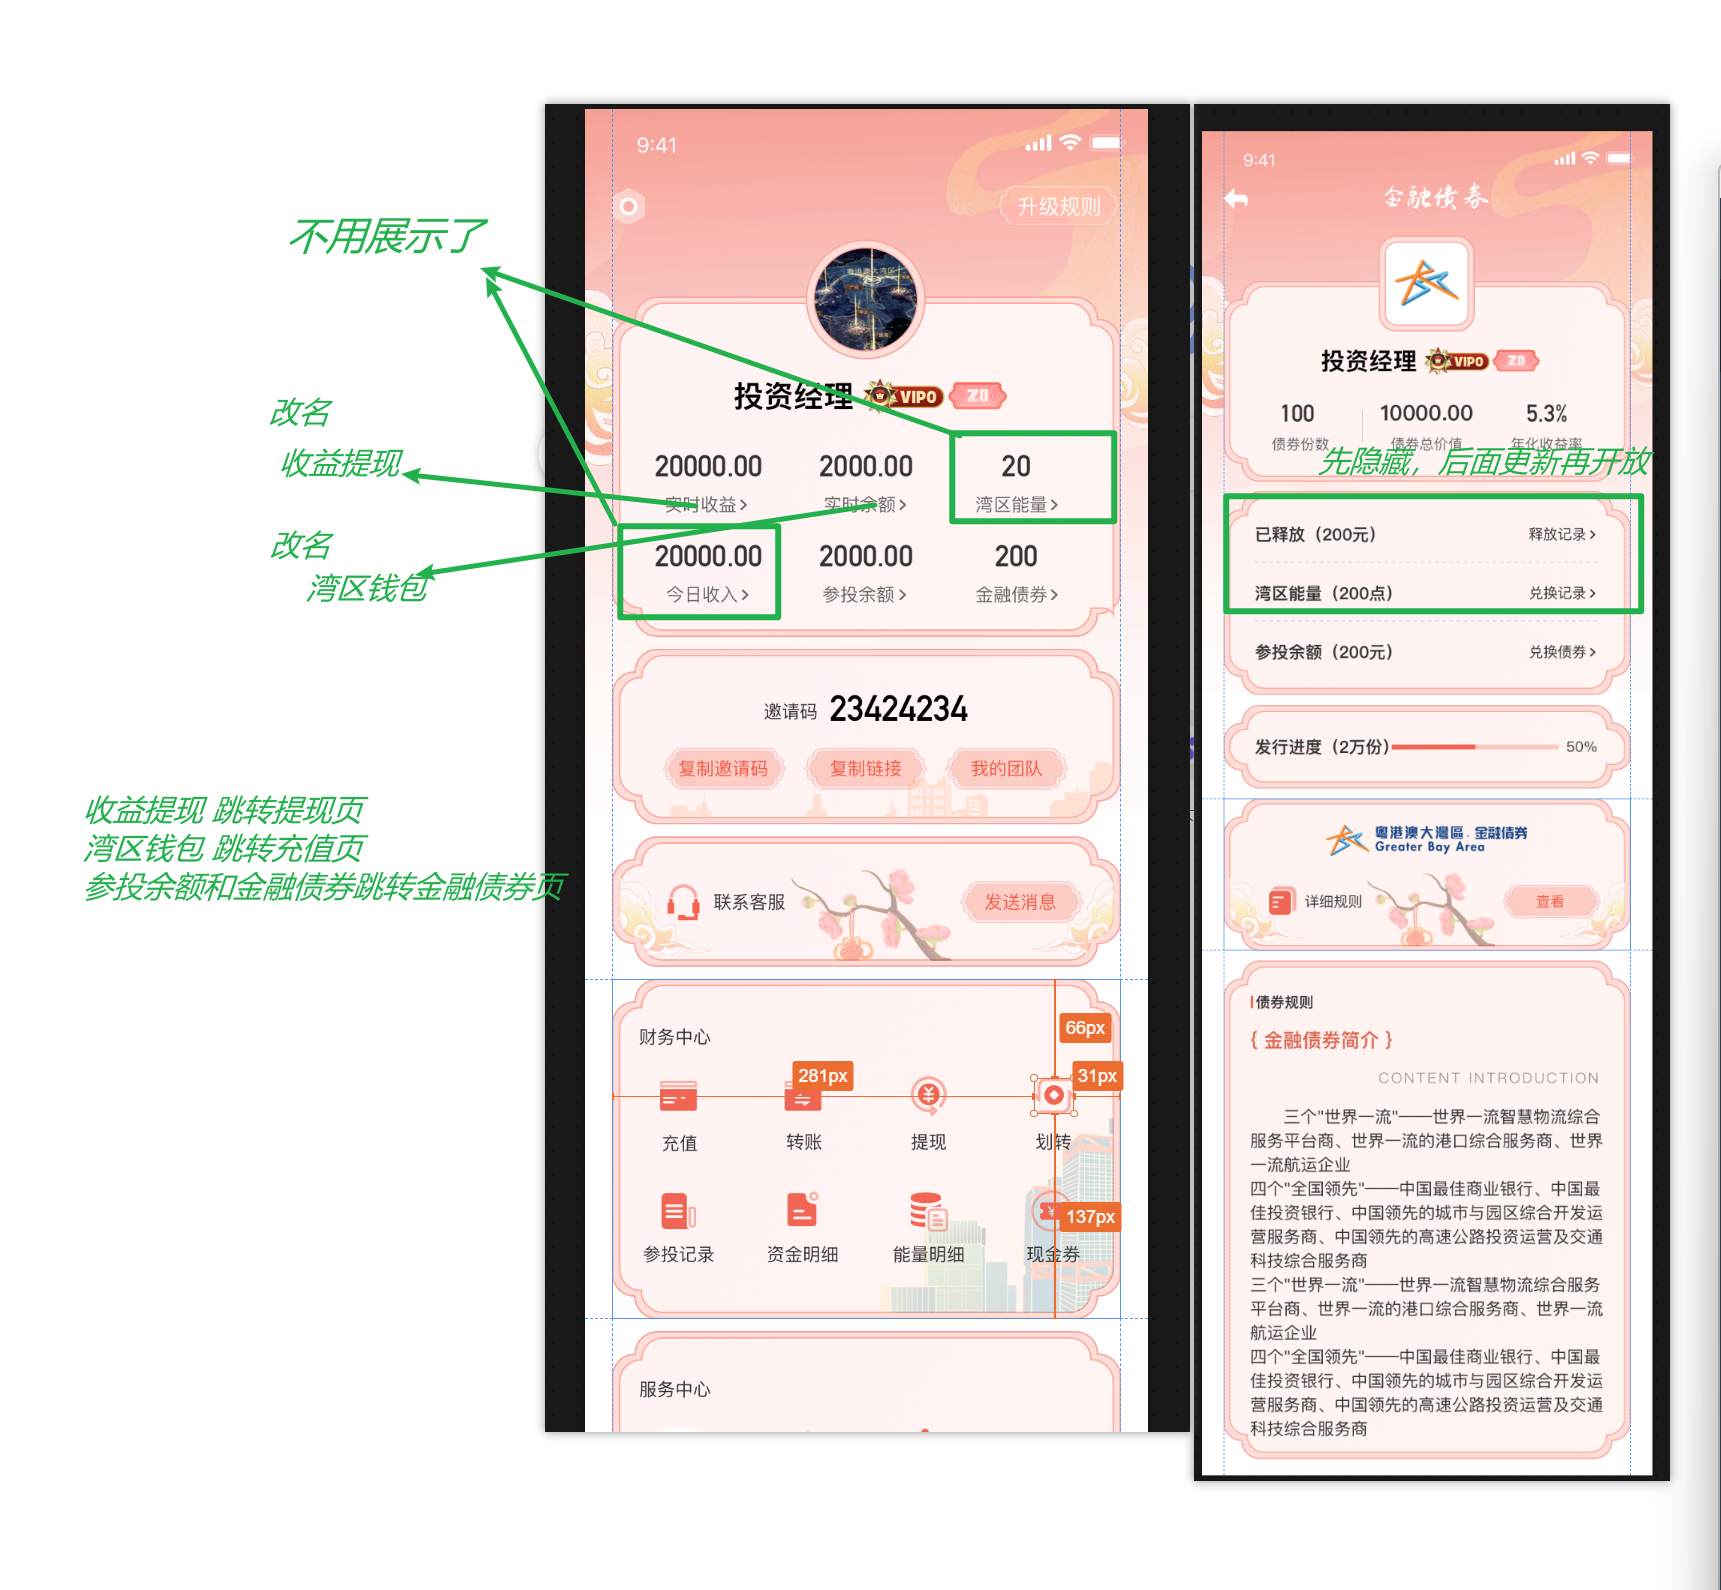 不用展示了
改名
收益提现
改名
湾区钱包
收益提现 跳转提现页
湾区钱包 跳转充值页
参投余额和金融债券跳转金融债券页
9:41
升级规则
投资经理 VIP0 Z0
20000.00 2000.00 20
实时收益 实时余额 湾区能量
20000.00 2000.00 200
今日收入 参投余额 金融债券
邀请码 23424234
复制邀请码 复制链接 我的团队
联系客服 发送消息
财务中心
66px
281px
31px
充值 转账 提现 划转
137px
参投记录 资金明细 能量明细 现金券
服务中心
9:41
金融债券
投资经理 VIP0 Z0
100 10000.00 5.3%
债券份数 债券总价值 年化收益率
先隐藏，后面更新再开放
已释放（200元） 释放记录
湾区能量（200点） 兑换记录
参投余额（200元） 兑换债券
发行进度（2万份） 50%
粤港澳大灣區·金融债券
Greater Bay Area
详细规则 查看
债券规则
{ 金融债券简介 }
CONTENT INTRODUCTION
三个"世界一流"——世界一流智慧物流综合
服务平台商、世界一流的港口综合服务商、世界
一流航运企业
四个"全国领先"——中国最佳商业银行、中国最
佳投资银行、中国领先的城市与园区综合开发运
营服务商、中国领先的高速公路投资运营及交通
科技综合服务商
三个"世界一流"——世界一流智慧物流综合服务
平台商、世界一流的港口综合服务商、世界一流
航运企业
四个"全国领先"——中国最佳商业银行、中国最
佳投资银行、中国领先的城市与园区综合开发运
营服务商、中国领先的高速公路投资运营及交通
科技综合服务商